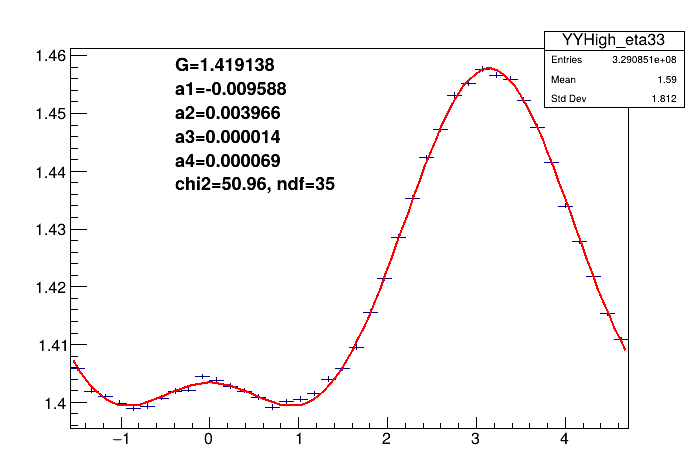 YYHigh_eta33
Entries 3.290851e+08
Mean 1.59
Std Dev 1.812
G=1.419138
a1=-0.009588
a2=0.003966
a3=0.000014
a4=0.000069
chi2=50.96, ndf=35
1.46
1.45
1.44
1.43
1.42
1.41
1.4
−1 0 1 2 3 4